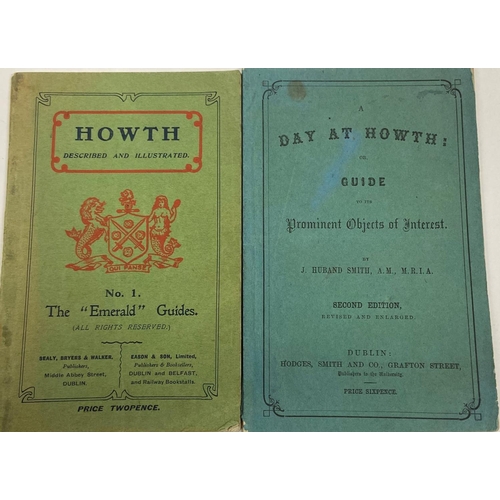 HOWTH
DESCRIBED AND ILLUSTRATED.
QUI PANSE
No. 1.
The "Emerald" Guides.
(ALL RIGHTS RESERVED.)
SEALY, BRYERS & WALKER,
Publishers,
Middle Abbey Street,
DUBLIN.
EASON & SON, Limited,
Publishers & Booksellers,
DUBLIN and BELFAST,
and Railway Bookstalls.
PRICE TWOPENCE.
A
DAY AT HOWTH:
OR,
GUIDE
TO THE
Prominent Objects of Interest.
BY
J. HUBAND SMITH, A.M., M.R.I.A.
SECOND EDITION,
REVISED AND ENLARGED.
DUBLIN:
HODGES, SMITH AND CO., GRAFTON STREET,
Publishers to the University.
PRICE SIXPENCE.